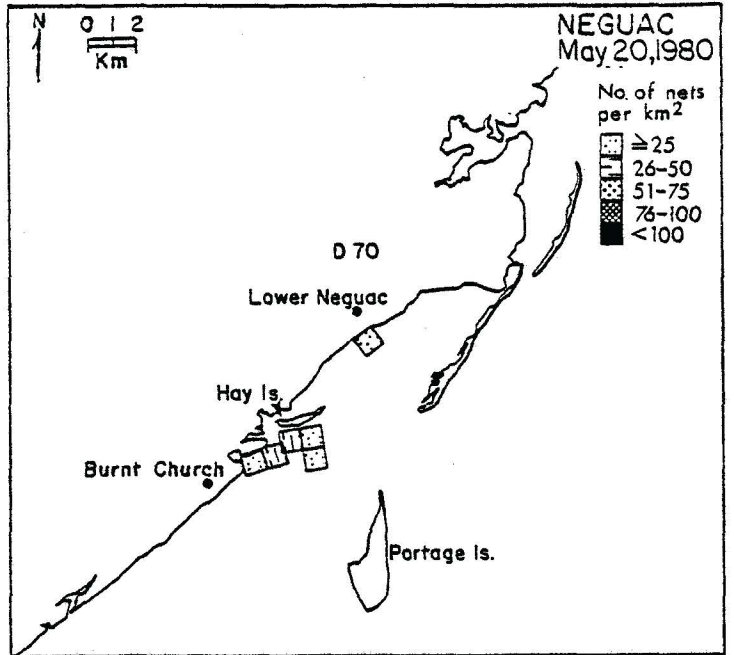 N
0 1 2
Km
NEGUAC
May 20,1980
No. of nets
per km²
≧25
26-50
51-75
76-100
<100
D 70
Lower Neguac
Hay Is.
Burnt Church
Portage Is.